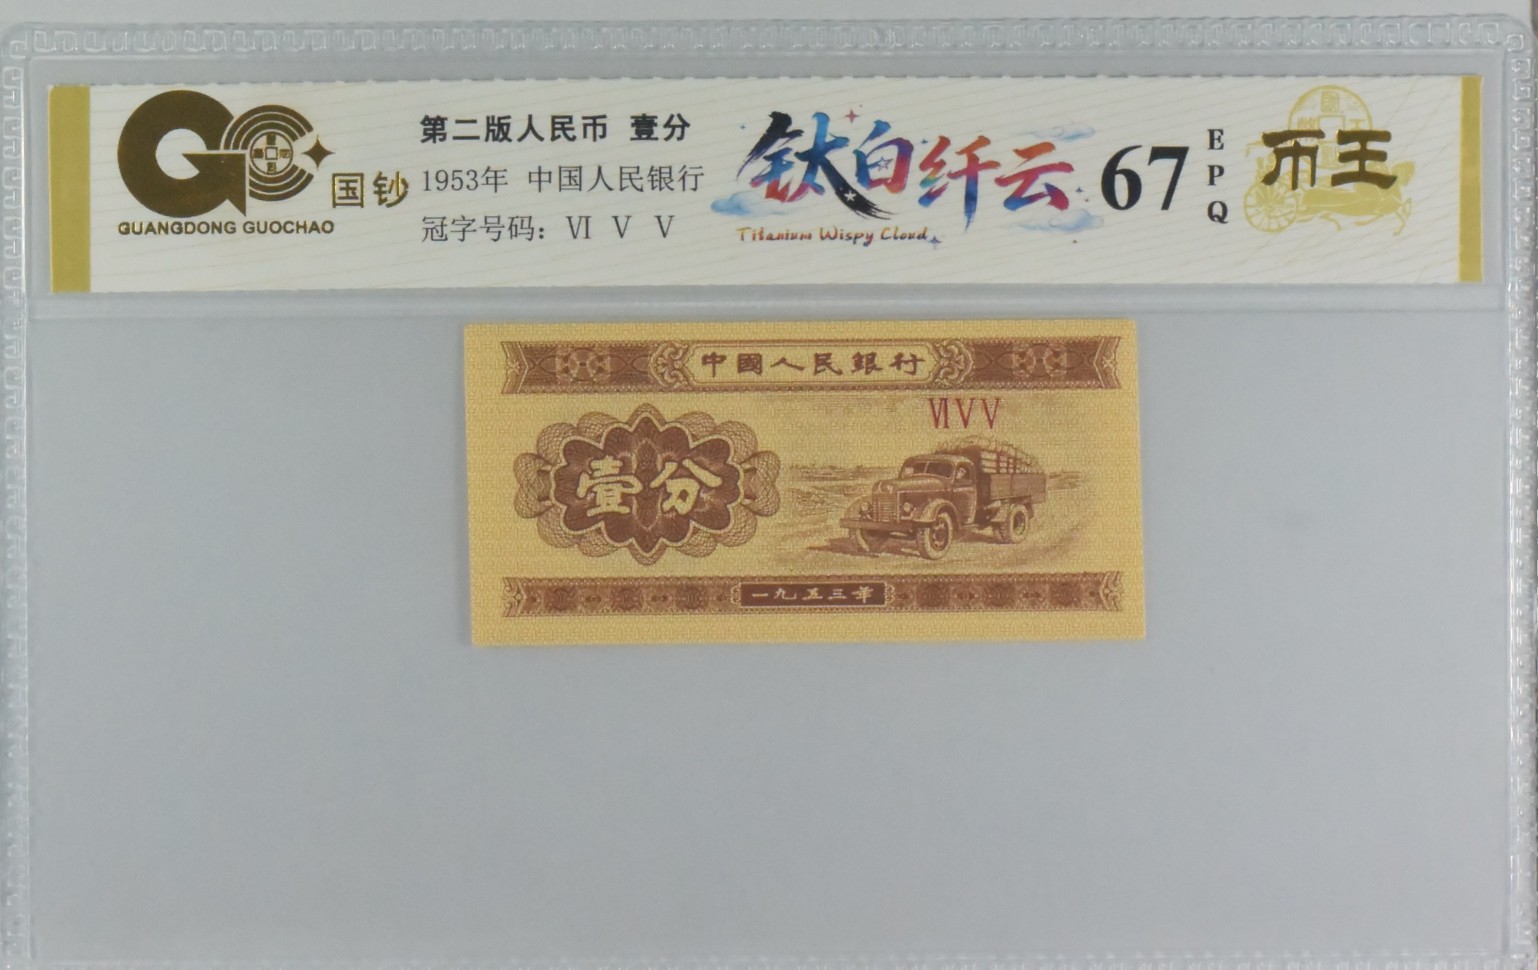 GUANGDONG GUOCHAO
国钞
第二版人民币 壹分
1953年 中国人民银行
冠字号码：Ⅵ Ⅴ Ⅴ
钛白纤云
Titanium Wispy Cloud
67
EPQ
币王
中國人民銀行
ⅥⅤⅤ
壹分
一九五三年